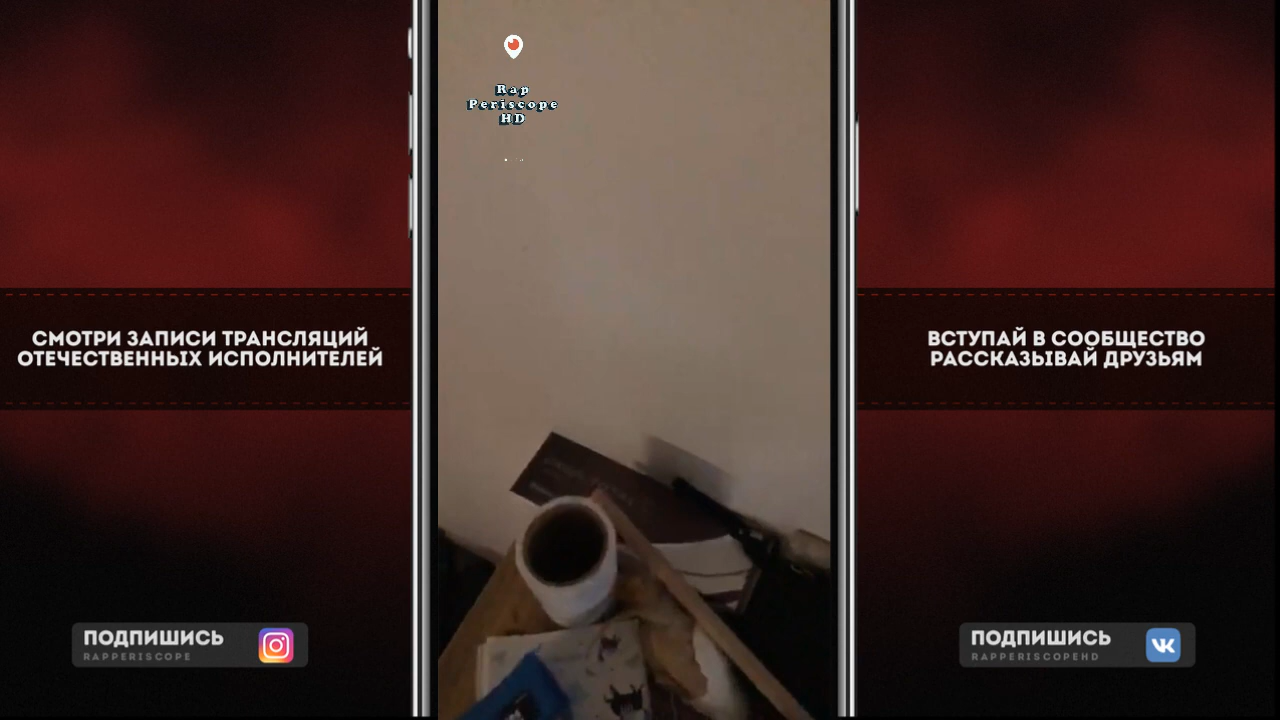 Rap
Periscope
HD
СМОТРИ ЗАПИСИ ТРАНСЛЯЦИЙ
ОТЕЧЕСТВЕННЫХ ИСПОЛНИТЕЛЕЙ
ВСТУПАЙ В СООБЩЕСТВО
РАССКАЗЫВАЙ ДРУЗЬЯМ
ПОДПИШИСЬ
RAPPERISCOPE
ПОДПИШИСЬ
RAPPERISCOPEHD